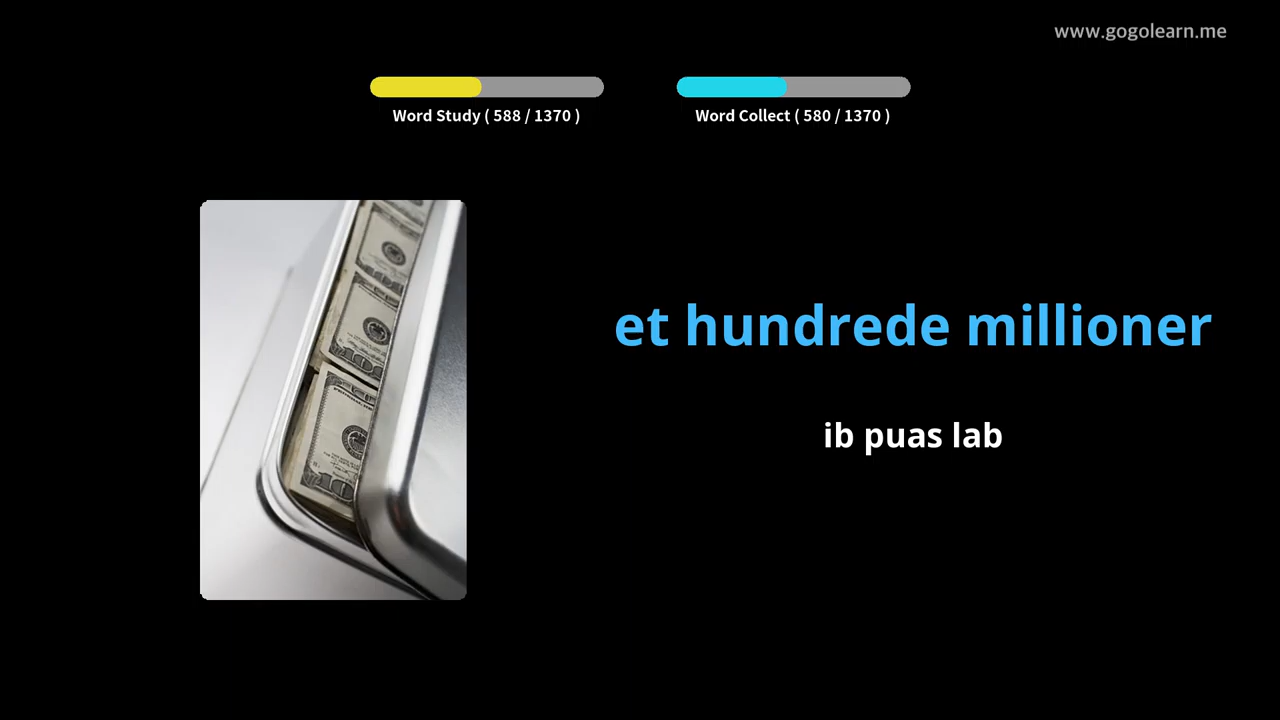 www.gogolearn.me
Word Study ( 588 / 1370 )
Word Collect ( 580 / 1370 )
et hundrede millioner
ib puas lab